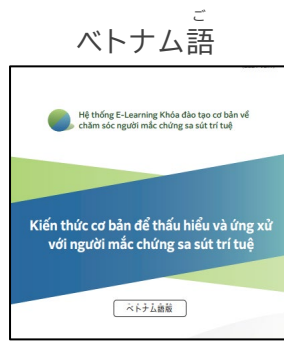 ご
ベトナム語
Hệ thống E-Learning Khóa đào tạo cơ bản về
chăm sóc người mắc chứng sa sút trí tuệ
Kiến thức cơ bản để thấu hiểu và ứng xử
với người mắc chứng sa sút trí tuệ
ベトナム語版